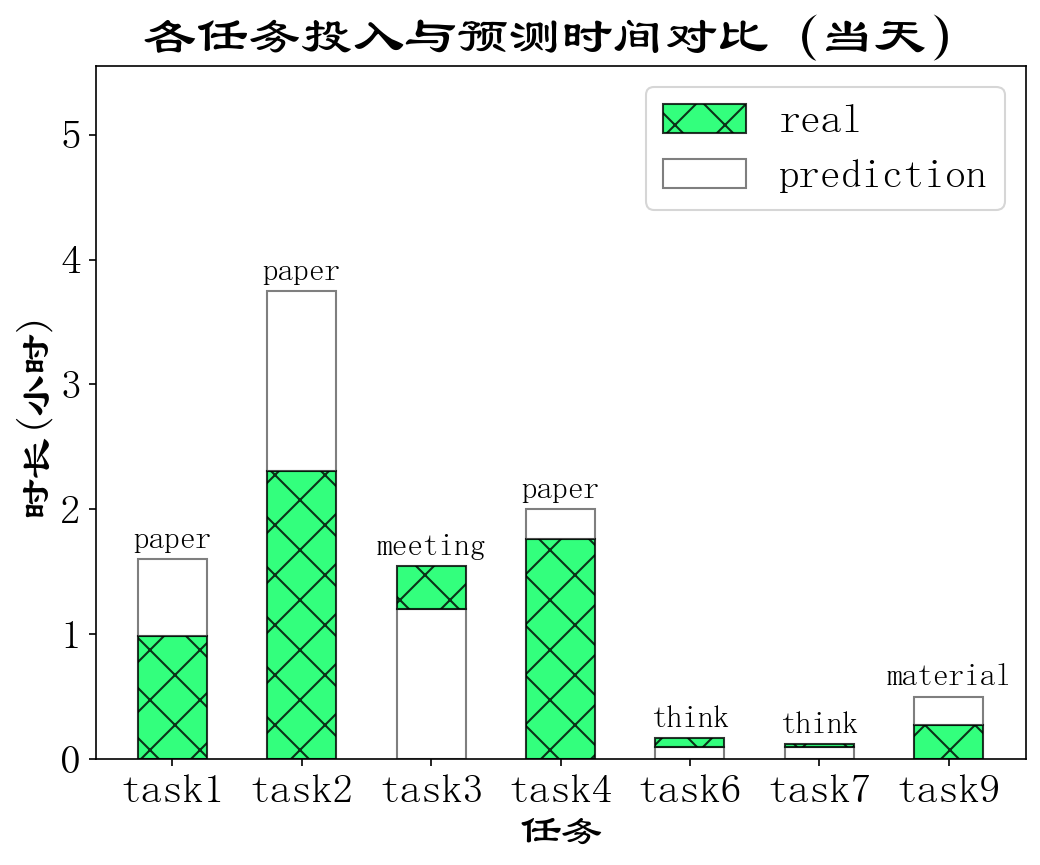 各任务投入与预测时间对比 (当天)
real
prediction
时长(小时)
5
4
3
2
1
0
paper
paper
meeting
paper
think
think
material
task1 task2 task3 task4 task6 task7 task9
任务